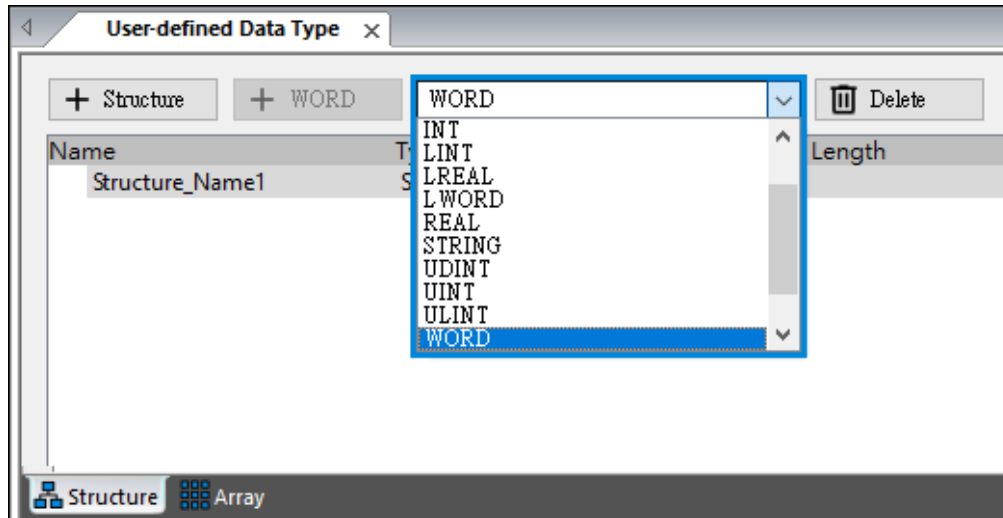 User-defined Data Type
Structure WORD WORD Delete
INT
Name Ty Length
LINT
Structure_Name1 S LREAL
LWORD
REAL
STRING
UDINT
UINT
ULINT
WORD
Structure Array